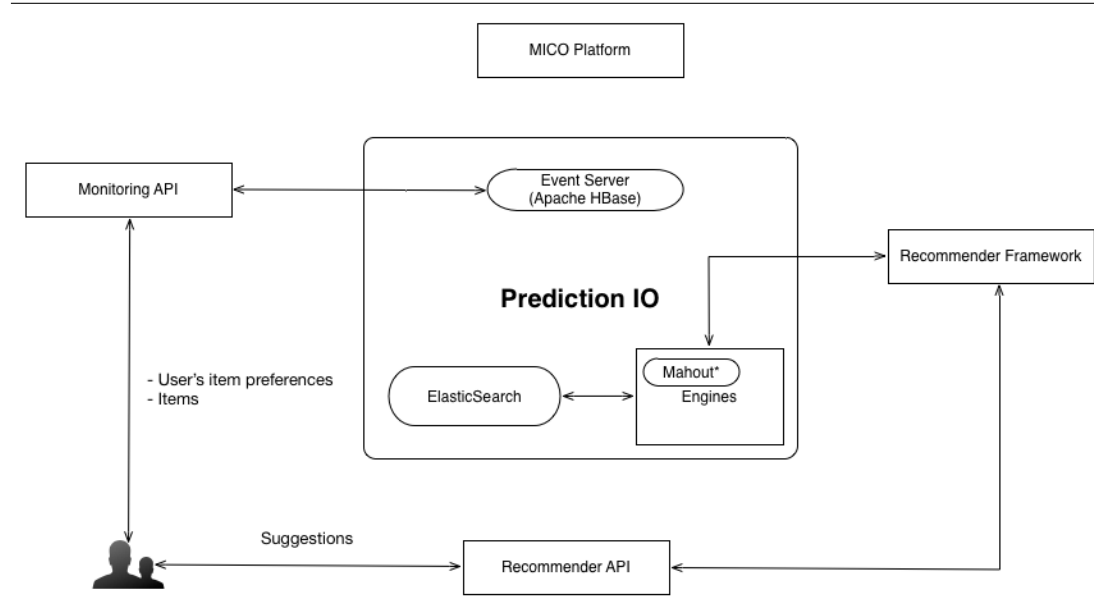 MICO Platform
Monitoring API
Event Server
(Apache HBase)
Recommender Framework
Prediction IO
Mahout*
Engines
ElasticSearch
- User's item preferences
- Items
Suggestions
Recommender API